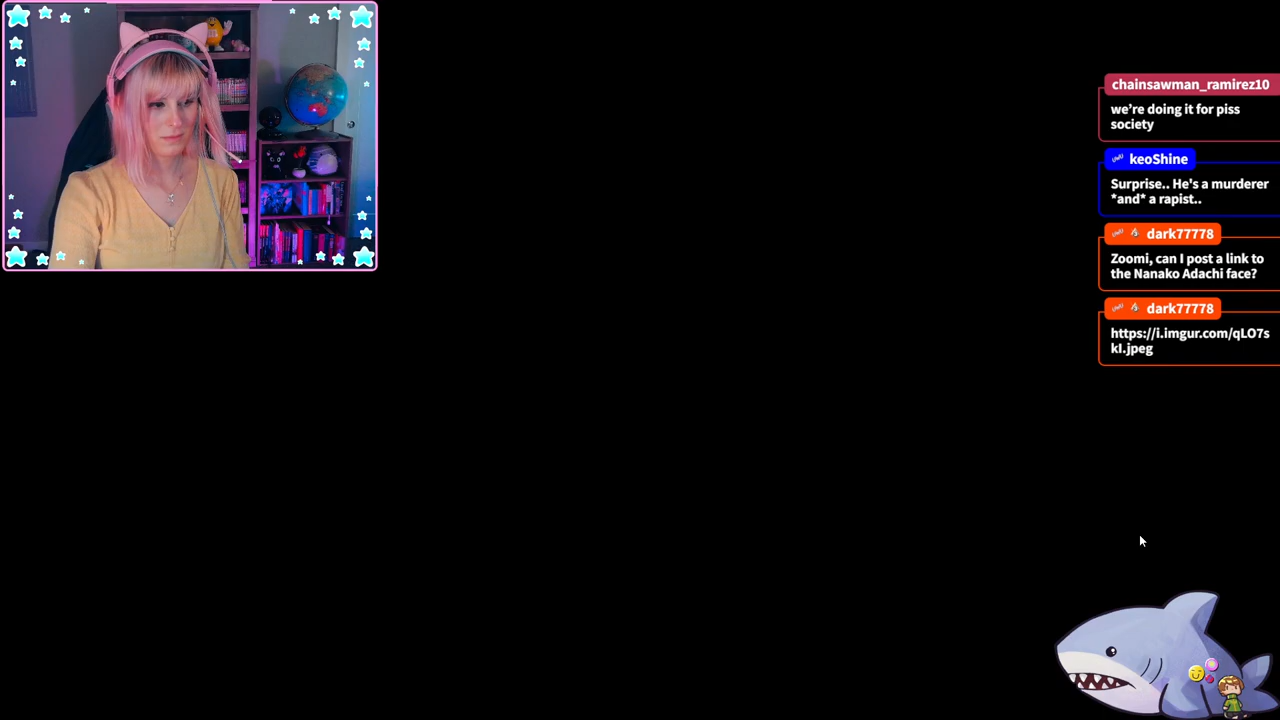 chainsawman_ramirez10
we're doing it for piss
society
keoShine
Surprise.. He's a murderer
*and* a rapist..
dark77778
Zoomi, can I post a link to
the Nanako Adachi face?
dark77778
https://i.imgur.com/qLO7s
kI.jpeg